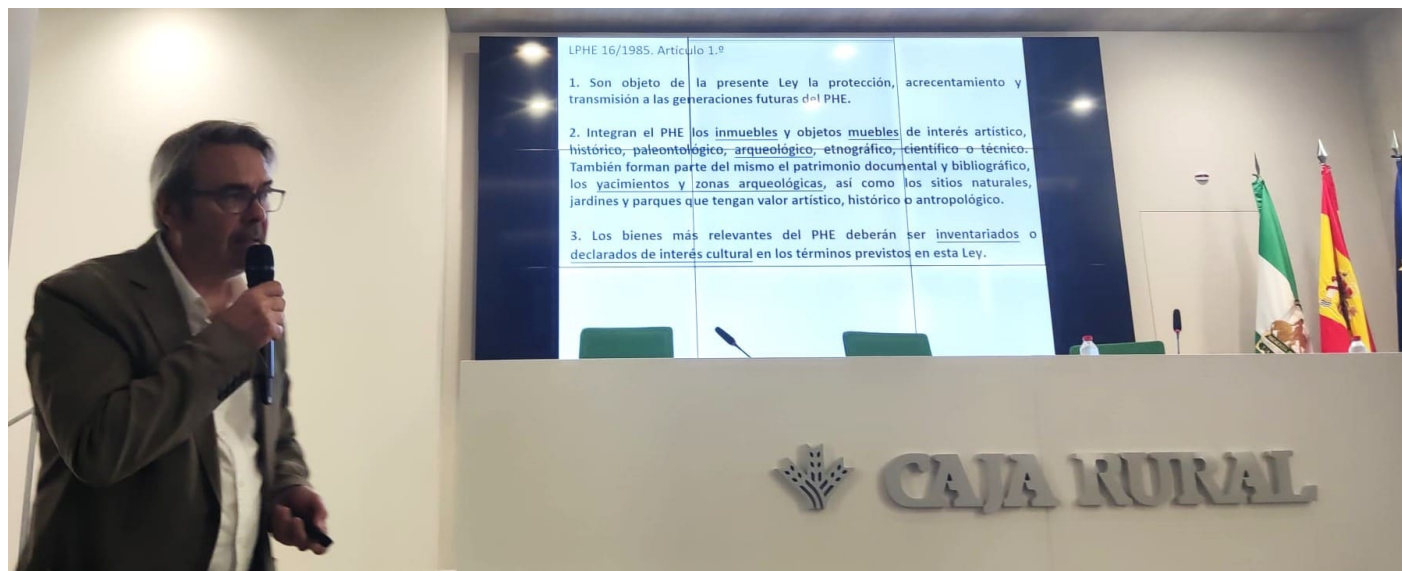 LPHE 16/1985. Artículo 1.º
1. Son objeto de la presente Ley la protección, acrecentamiento y
transmisión a las generaciones futuras del PHE.
2. Integran el PHE los inmuebles y objetos muebles de interés artístico,
histórico, paleontológico, arqueológico, etnográfico, científico o técnico.
También forman parte del mismo el patrimonio documental y bibliográfico,
los yacimientos y zonas arqueológicas, así como los sitios naturales,
jardines y parques que tengan valor artístico, histórico o antropológico.
3. Los bienes más relevantes del PHE deberán ser inventariados o
declarados de interés cultural en los términos previstos en esta Ley.
CAJA RURAL